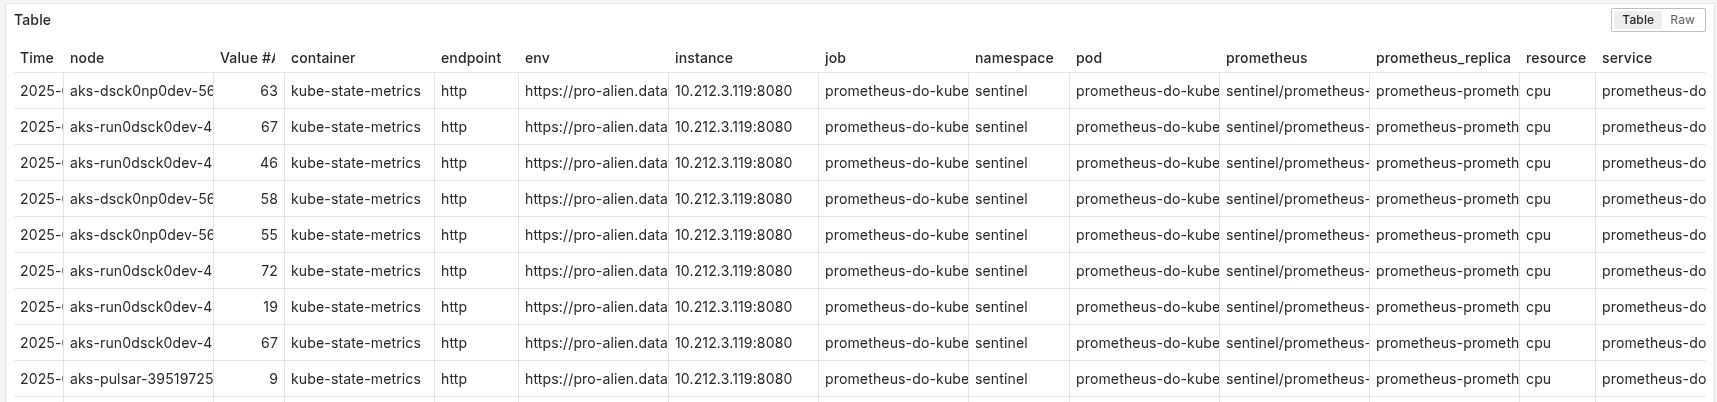 Table
Table Raw
Time node Value #A container endpoint env instance job namespace pod prometheus prometheus_replica resource service
2025- aks-dsck0np0dev-56 63 kube-state-metrics http https://pro-alien.data 10.212.3.119:8080 prometheus-do-kube sentinel prometheus-do-kube sentinel/prometheus- prometheus-prometh cpu prometheus-do
2025- aks-run0dsck0dev-4 67 kube-state-metrics http https://pro-alien.data 10.212.3.119:8080 prometheus-do-kube sentinel prometheus-do-kube sentinel/prometheus- prometheus-prometh cpu prometheus-do
2025- aks-run0dsck0dev-4 46 kube-state-metrics http https://pro-alien.data 10.212.3.119:8080 prometheus-do-kube sentinel prometheus-do-kube sentinel/prometheus- prometheus-prometh cpu prometheus-do
2025- aks-dsck0np0dev-56 58 kube-state-metrics http https://pro-alien.data 10.212.3.119:8080 prometheus-do-kube sentinel prometheus-do-kube sentinel/prometheus- prometheus-prometh cpu prometheus-do
2025- aks-dsck0np0dev-56 55 kube-state-metrics http https://pro-alien.data 10.212.3.119:8080 prometheus-do-kube sentinel prometheus-do-kube sentinel/prometheus- prometheus-prometh cpu prometheus-do
2025- aks-run0dsck0dev-4 72 kube-state-metrics http https://pro-alien.data 10.212.3.119:8080 prometheus-do-kube sentinel prometheus-do-kube sentinel/prometheus- prometheus-prometh cpu prometheus-do
2025- aks-run0dsck0dev-4 19 kube-state-metrics http https://pro-alien.data 10.212.3.119:8080 prometheus-do-kube sentinel prometheus-do-kube sentinel/prometheus- prometheus-prometh cpu prometheus-do
2025- aks-run0dsck0dev-4 67 kube-state-metrics http https://pro-alien.data 10.212.3.119:8080 prometheus-do-kube sentinel prometheus-do-kube sentinel/prometheus- prometheus-prometh cpu prometheus-do
2025- aks-pulsar-39519725 9 kube-state-metrics http https://pro-alien.data 10.212.3.119:8080 prometheus-do-kube sentinel prometheus-do-kube sentinel/prometheus- prometheus-prometh cpu prometheus-do